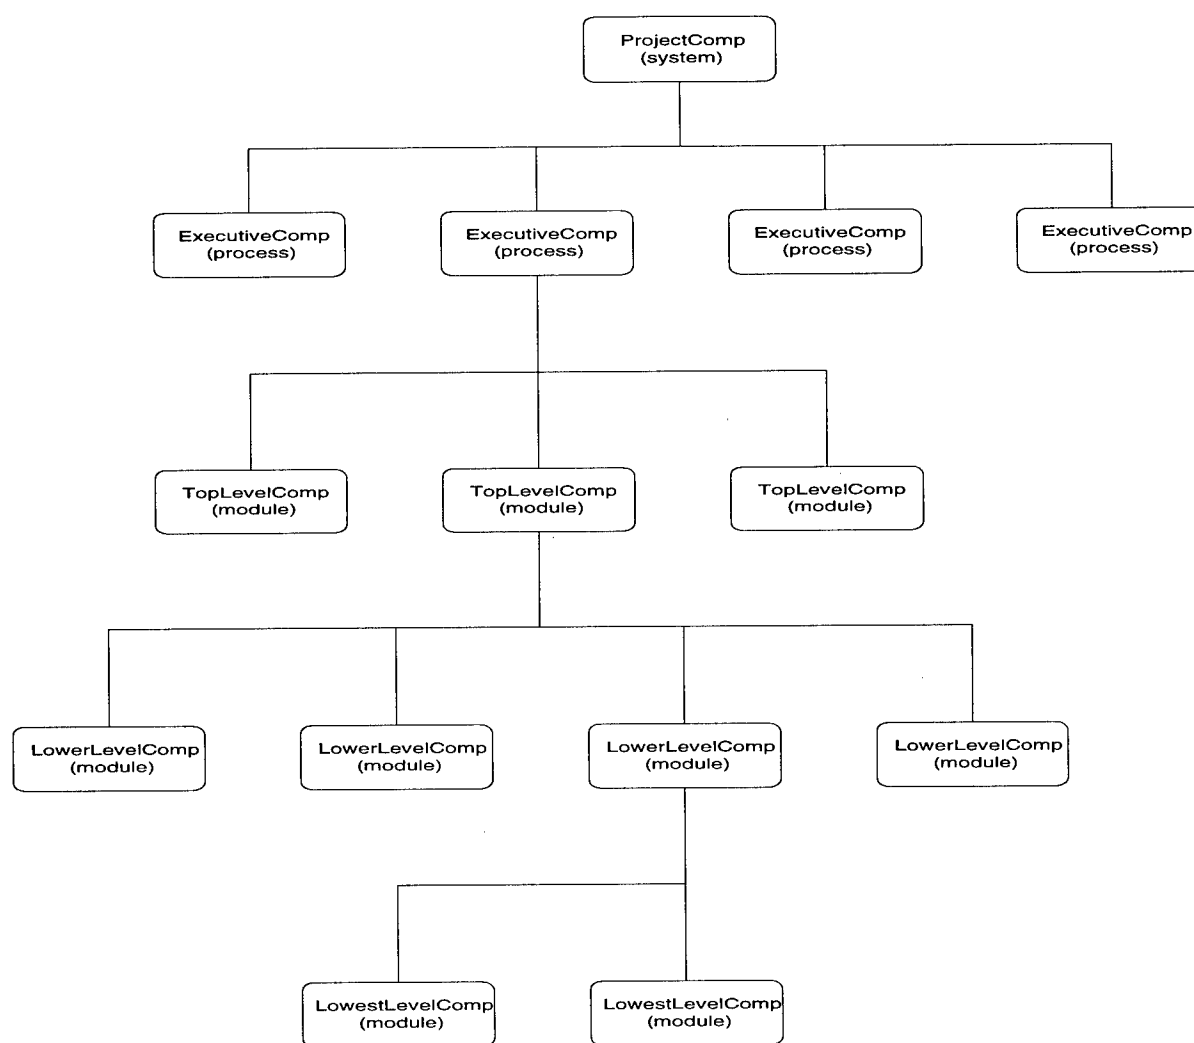 ProjectComp
(system)
ExecutiveComp
(process)
ExecutiveComp
(process)
ExecutiveComp
(process)
ExecutiveComp
(process)
TopLevelComp
(module)
TopLevelComp
(module)
TopLevelComp
(module)
LowerLevelComp
(module)
LowerLevelComp
(module)
LowerLevelComp
(module)
LowerLevelComp
(module)
LowestLevelComp
(module)
LowestLevelComp
(module)